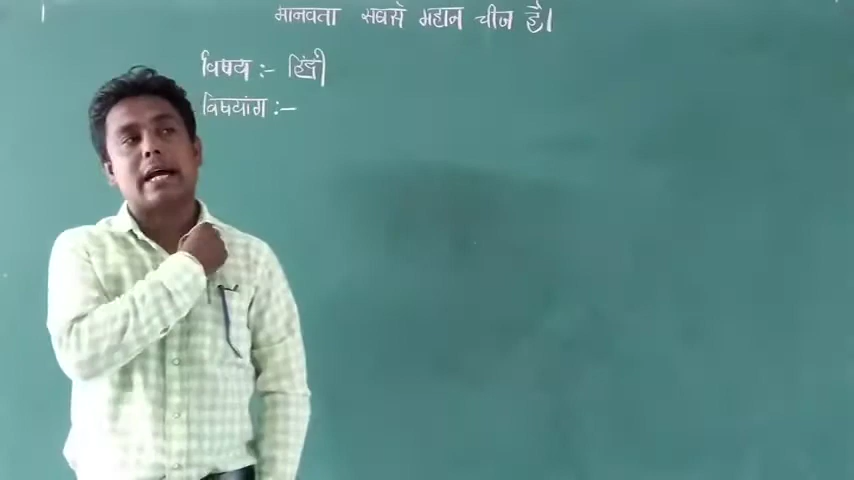 मानवता सबसे महान चीज है।
विषय :- हिंदी
विषयांग :-